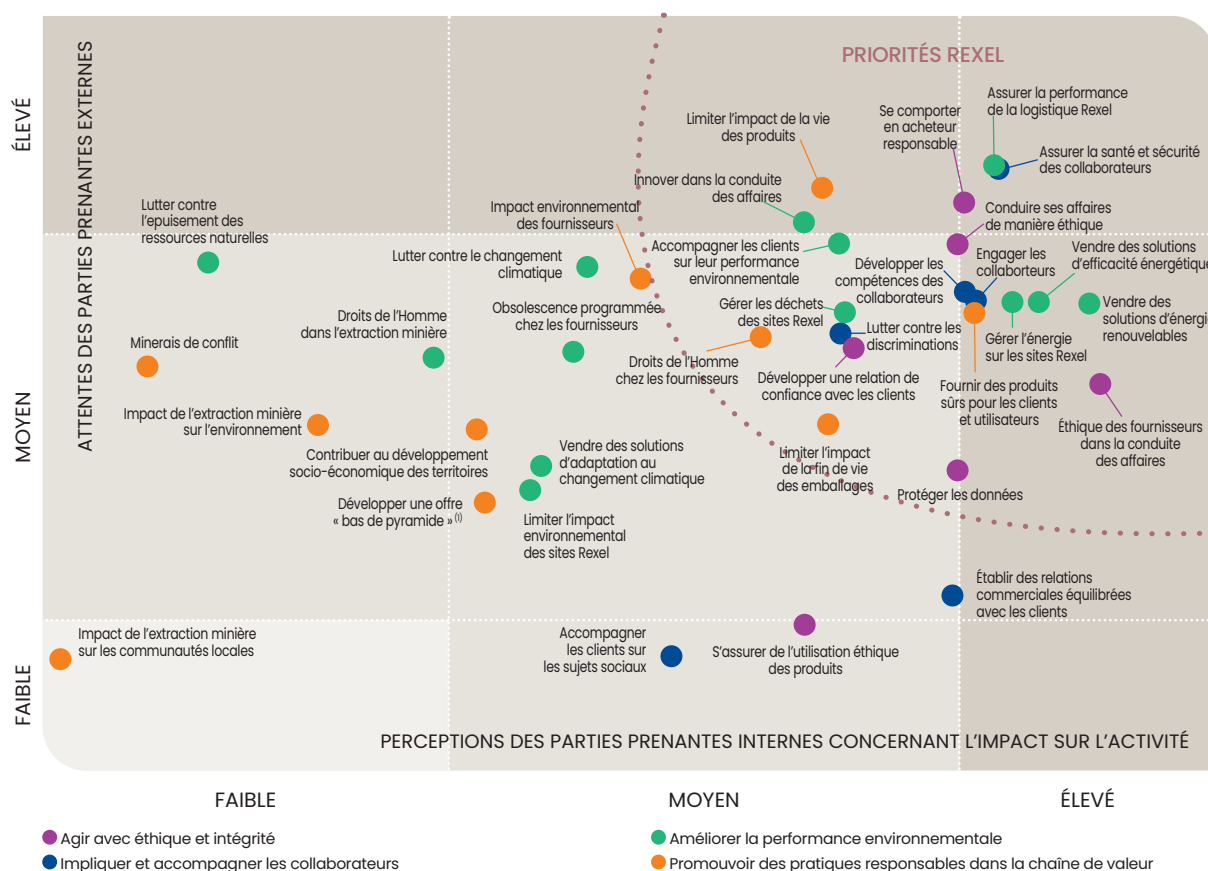 PRIORITÉS REXEL
ATTENTES DES PARTIES PRENANTES EXTERNES
ÉLEVÉ
MOYEN
FAIBLE
Assurer la performance
de la logistique Rexel
Se comporter
en acheteur
responsable
Limiter l'impact de la vie
des produits
Assurer la santé et sécurité
des collaborateurs
Innover dans la conduite
des affaires
Lutter contre
l'epuisement des
ressources naturelles
Impact environnemental
des fournisseurs
Conduire ses affaires
de manière éthique
Lutter contre le changement
climatique
Accompagner les clients
sur leur performance
environnementale
Développer les
compétences des
collaborateurs
Engager les
collaborteurs
Vendre des solutions
d'efficacité énergétique
Droits de l'Homme
dans l'extraction minière
Obsolescence programmée
chez les fournisseurs
Gérer les déchets
des sites Rexel
Lutter contre les
discriminations
Gérer l'énergie
sur les sites Rexel
Vendre des
solutions d'énergie
renouvelables
Minerais de conflit
Droits de l'Homme
chez les fournisseurs
Développer une relation de
confiance avec les clients
Fournir des produits
sûrs pour les clients
et utilisateurs
Éthique des fournisseurs
dans la conduite
des affaires
Impact de l'extraction minière
sur l'environnement
Contribuer au développement
socio-économique des territoires
Vendre des solutions
d'adaptation au
changement climatique
Limiter l'impact
de la fin de vie
des emballages
Protéger les données
Développer une offre
« bas de pyramide » (1)
Limiter l'impact
environnemental
des sites Rexel
Établir des relations
commerciales équilibrées
avec les clients
Impact de l'extraction minière
sur les communautés locales
Accompagner
les clients sur
les sujets sociaux
S'assurer de l'utilisation éthique
des produits
PERCEPTIONS DES PARTIES PRENANTES INTERNES CONCERNANT L'IMPACT SUR L'ACTIVITÉ
FAIBLE
MOYEN
ÉLEVÉ
Agir avec éthique et intégrité
Améliorer la performance environnementale
Impliquer et accompagner les collaborateurs
Promouvoir des pratiques responsables dans la chaîne de valeur